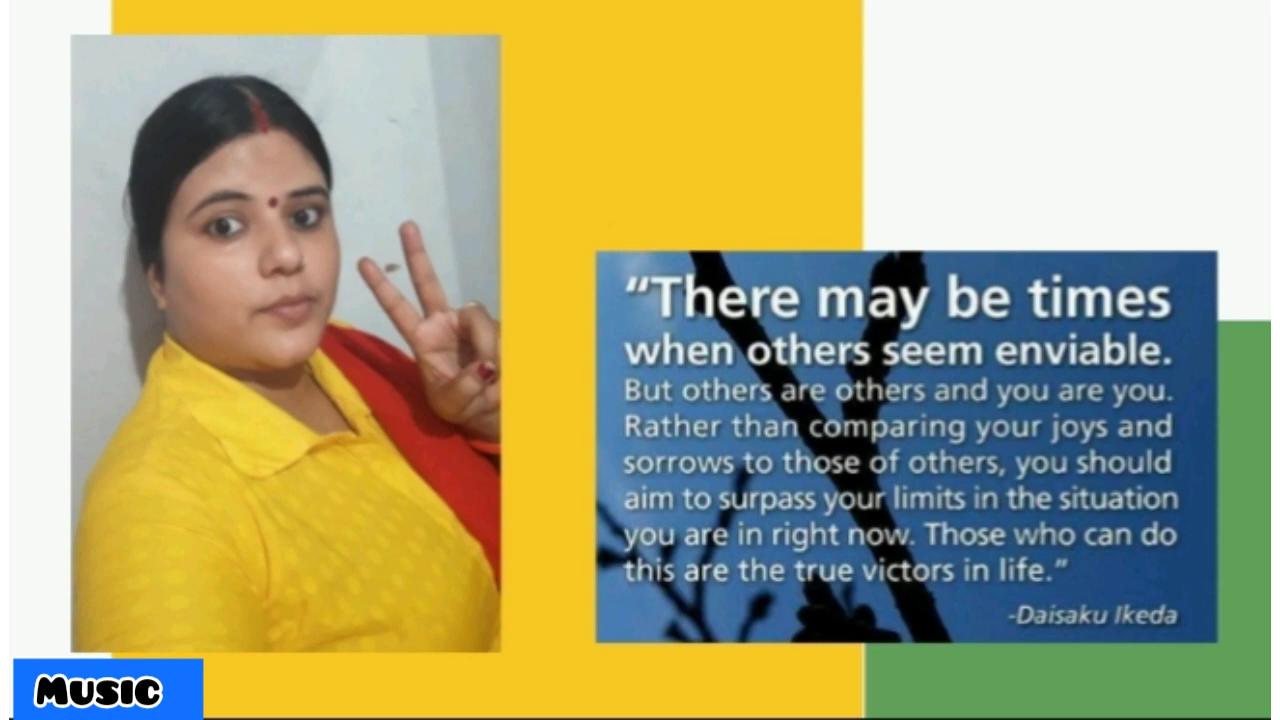 “There may be times
when others seem enviable.
But others are others and you are you.
Rather than comparing your joys and
sorrows to those of others, you should
aim to surpass your limits in the situation
you are in right now. Those who can do
this are the true victors in life.”
-Daisaku Ikeda
MUSIC